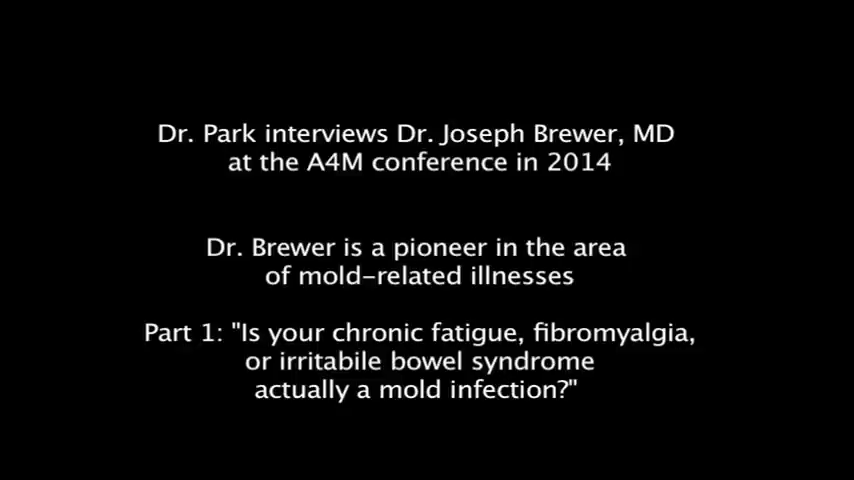 Dr. Park interviews Dr. Joseph Brewer, MD
at the A4M conference in 2014
Dr. Brewer is a pioneer in the area
of mold-related illnesses
Part 1: "Is your chronic fatigue, fibromyalgia,
or irritabile bowel syndrome
actually a mold infection?"